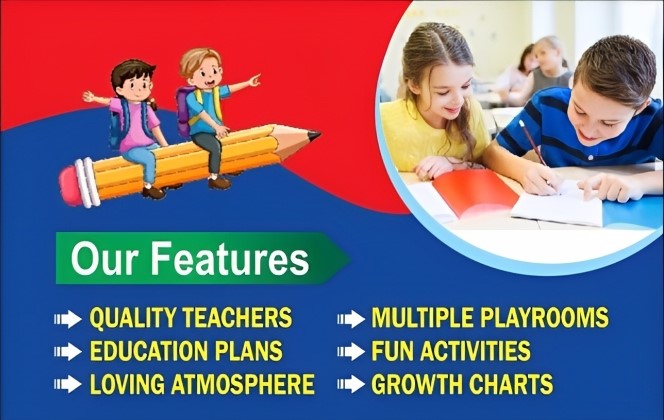 Our Features
QUALITY TEACHERS
EDUCATION PLANS
LOVING ATMOSPHERE
MULTIPLE PLAYROOMS
FUN ACTIVITIES
GROWTH CHARTS